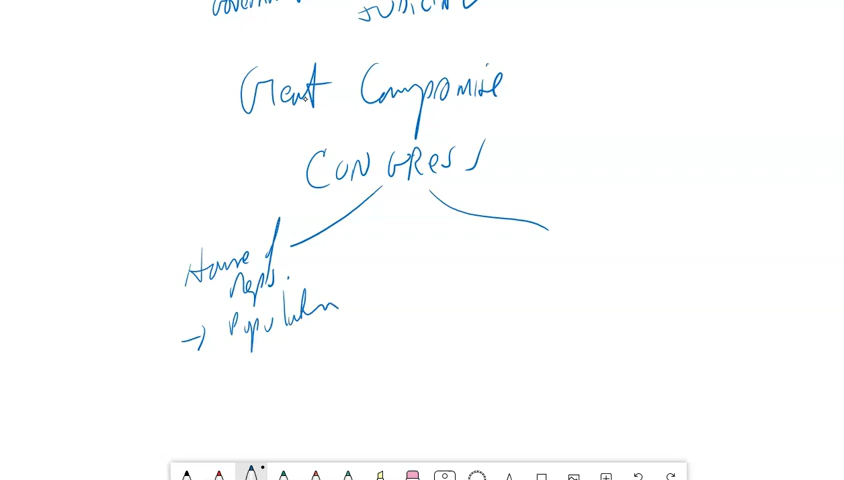 Great Compromise
CONGRESS
House of
Reps.
→ Population